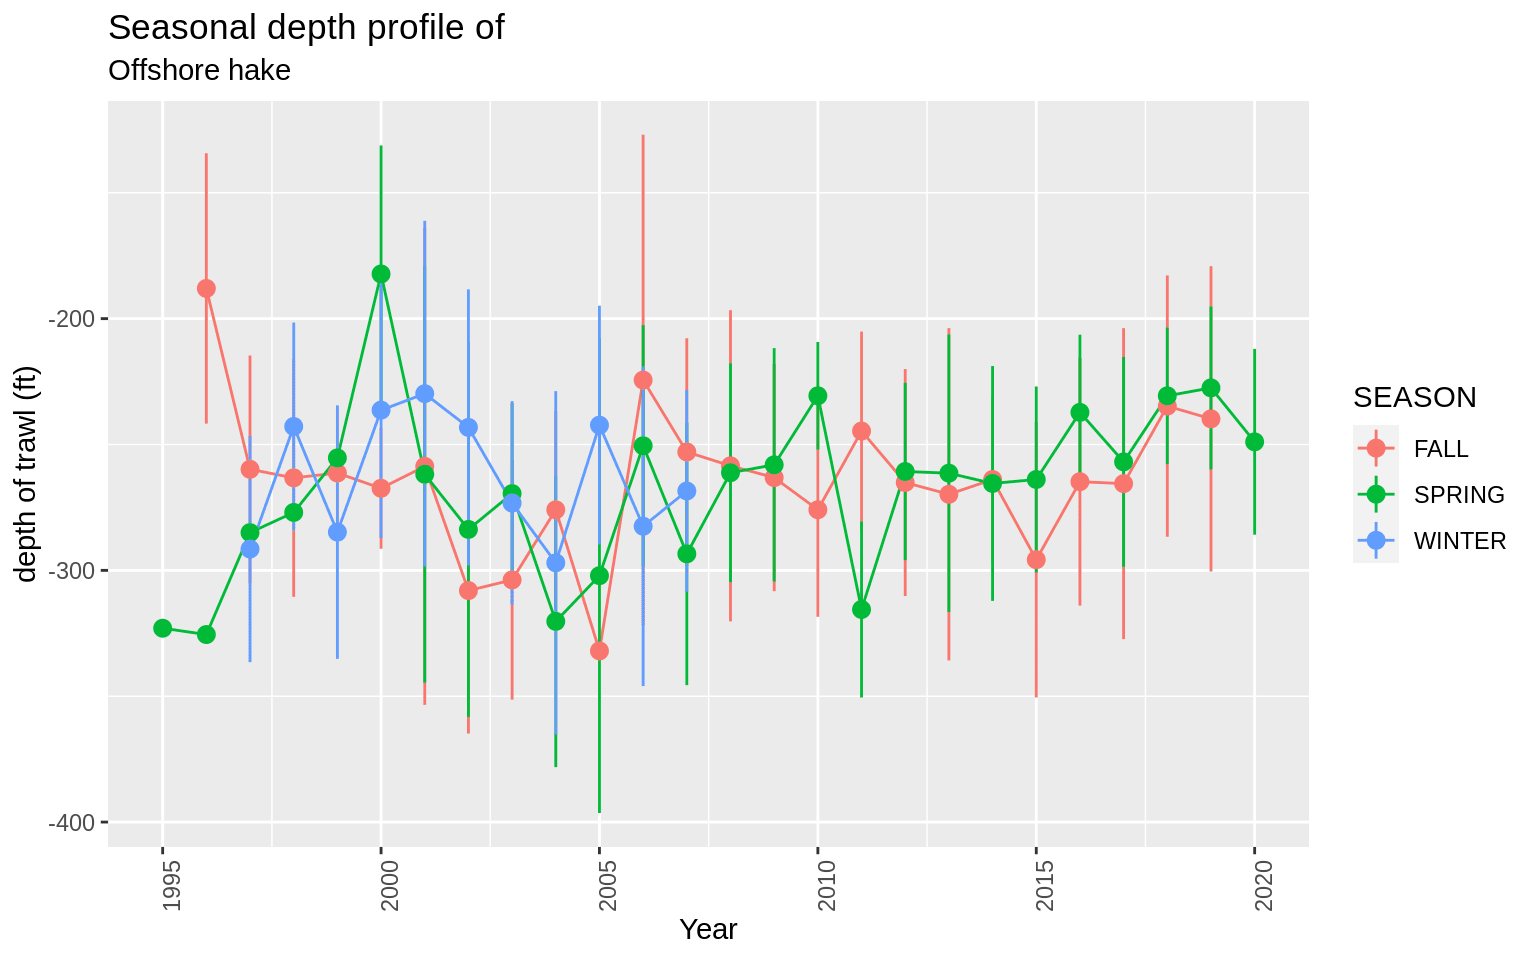 Seasonal depth profile of
Offshore hake
depth of trawl (ft)
-200
-300
-400
1995
2000
2005
2010
2015
2020
Year
SEASON
FALL
SPRING
WINTER